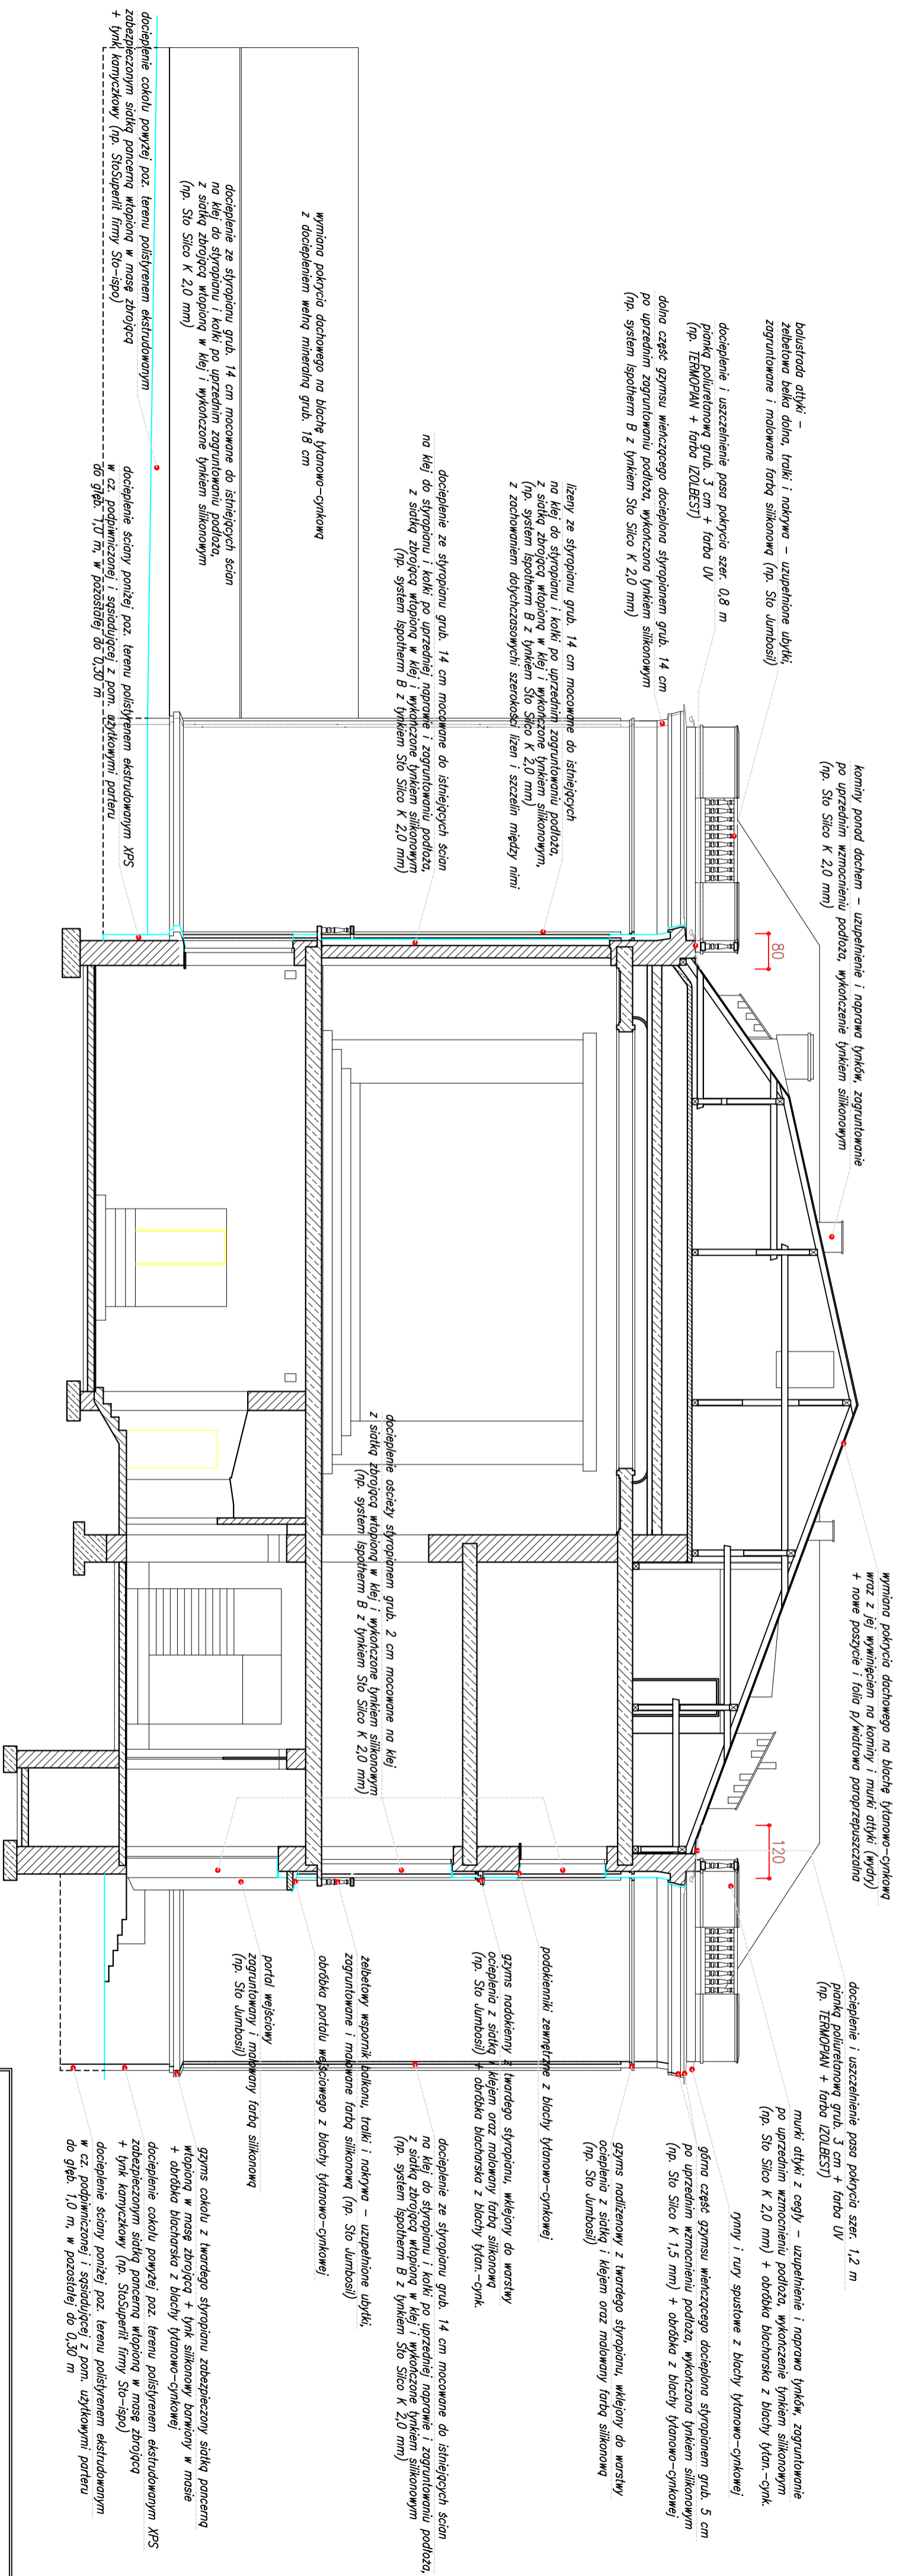 balustrada attyki –
żelbetowa belka dolna, tralki i nakrywa – uzupełnione ubytki,
zagruntowane i malowane farbą silikonową (np. Sto Jumbosil)
docieplenie i uszczelnienie pasa pokrycia szer. 0,8 m
pianką poliuretanową grub. 3 cm + farba UV
(np. TERMOPIAN + farba IZOLBEST)
dolna część gzymsu wieńczącego docieplona styropianem grub. 14 cm
po uprzednim zagruntowaniu podłoża, wykończona tynkiem silikonowym
(np. system Ispotherm B z tynkiem Sto Silco K 2,0 mm)
lizeny ze styropianu grub. 14 cm mocowane do istniejących
na klej do styropianu i kołki po uprzednim zagruntowaniu podłoża,
z siatką zbrojącą wtopioną w klej i wykończone tynkiem silikonowym,
(np. system Ispotherm B z tynkiem Sto Silco K 2,0 mm)
z zachowaniem dotychczasowych szerokości lizen i szczelin między nimi
docieplenie ze styropianu grub. 14 cm mocowane do istniejących ścian
na klej do styropianu i kołki po uprzedniej naprawie i zagruntowaniu podłoża,
z siatką zbrojącą wtopioną w klej i wykończone tynkiem silikonowym
(np. system Ispotherm B z tynkiem Sto Silco K 2,0 mm)
wymiana pokrycia dachowego na blachę tytanowo-cynkową
z dociepleniem wełną mineralną grub. 18 cm
docieplenie ze styropianu grub. 14 cm mocowane do istniejących ścian
na klej do styropianu i kołki po uprzednim zagruntowaniu podłoża,
z siatką zbrojącą wtopioną w klej i wykończone tynkiem silikonowym
(np. Sto Silco K 2,0 mm)
docieplenie cokołu powyżej poz. terenu polistyrenem ekstrudowanym
zabezpieczonym siatką pancerną wtopioną w masę zbrojącą
+ tynk kamyczkowy (np. StoSuperlit firmy Sto-ispo)
docieplenie ściany poniżej poz. terenu polistyrenem ekstrudowanym XPS
w cz. podpiwniczonej i sąsiadującej z pom. użytkowymi parteru
do głęb. 1,0 m, w pozostałej do 0,30 m
kominy ponad dachem – uzupełnienie i naprawa tynków, zagruntowanie
po uprzednim wzmocnieniu podłoża, wykończenie tynkiem silikonowym
(np. Sto Silco K 2,0 mm)
80
wymiana pokrycia dachowego na blachę tytanowo-cynkową
wraz z jej wywinięciem na kominy i murki attyki (wydry)
+ nowe poszycie i folia p/wiatrowa paroprzepuszczalna
120
docieplenie ościeży styropianem grub. 2 cm mocowane na klej
z siatką zbrojącą wtopioną w klej i wykończone tynkiem silikonowym
(np. system Ispotherm B z tynkiem Sto Silco K 2,0 mm)
docieplenie i uszczelnienie pasa pokrycia szer. 1,2 m
pianką poliuretanową grub. 3 cm + farba UV
(np. TERMOPIAN + farba IZOLBEST)
murki attyki z cegły – uzupełnienie i naprawa tynków, zagruntowanie
po uprzednim wzmocnieniu podłoża, wykończenie tynkiem silikonowym
(np. Sto Silco K 2,0 mm) + obróbka blacharska z blachy tytan.-cynk.
rynny i rury spustowe z blachy tytanowo-cynkowej
górna część gzymsu wieńczącego docieplona styropianem grub. 5 cm
po uprzednim wzmocnieniu podłoża, wykończona tynkiem silikonowym
(np. Sto Silco K 1,5 mm) + obróbka z blachy tytanowo-cynkowej
gzyms nadlizenowy z twardego styropianu, wklejony do warstwy
ocieplenia z siatką i klejem oraz malowany farbą silikonową
(np. Sto Jumbosil)
podokienniki zewnętrzne z blachy tytanowo-cynkowej
gzyms nadokienny z twardego styropianu, wklejony do warstwy
ocieplenia z siatką i klejem oraz malowany farbą silikonową
(np. Sto Jumbosil) + obróbka blacharska z blachy tytan.-cynk.
docieplenie ze styropianu grub. 14 cm mocowane do istniejących ścian
na klej do styropianu i kołki po uprzedniej naprawie i zagruntowaniu podłoża,
z siatką zbrojącą wtopioną w klej i wykończone tynkiem silikonowym
(np. system Ispotherm B z tynkiem Sto Silco K 2,0 mm)
żelbetowy wspornik balkonu, tralki i nakrywa – uzupełnione ubytki,
zagruntowane i malowane farbą silikonową (np. Sto Jumbosil)
obróbka portalu wejściowego z blachy tytanowo-cynkowej
portal wejściowy
zagruntowany i malowany farbą silikonową
(np. Sto Jumbosil)
gzyms cokołu z twardego styropianu zabezpieczony siatką pancerną
wtopioną w masę zbrojącą + tynk silikonowy barwiony w masie
+ obróbka blacharska z blachy tytanowo-cynkowej
docieplenie cokołu powyżej poz. terenu polistyrenem ekstrudowanym XPS
zabezpieczonym siatką pancerną wtopioną w masę zbrojącą
+ tynk kamyczkowy (np. StoSuperlit firmy Sto-ispo)
docieplenie ściany poniżej poz. terenu polistyrenem ekstrudowanym
w cz. podpiwniczonej i sąsiadującej z pom. użytkowymi parteru
do głęb. 1,0 m, w pozostałej do 0,30 m